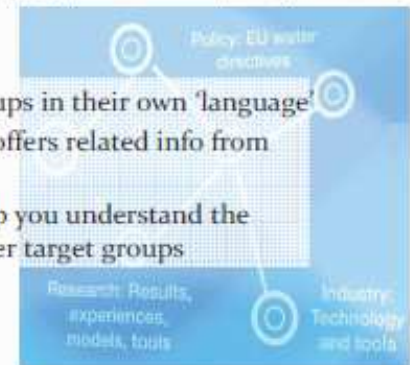 Policy: EU water
directives
ups in their own 'language'
offers related info from
p you understand the
er target groups
Research: Results,
experiences,
models, tools
Industry:
Technology
and tools